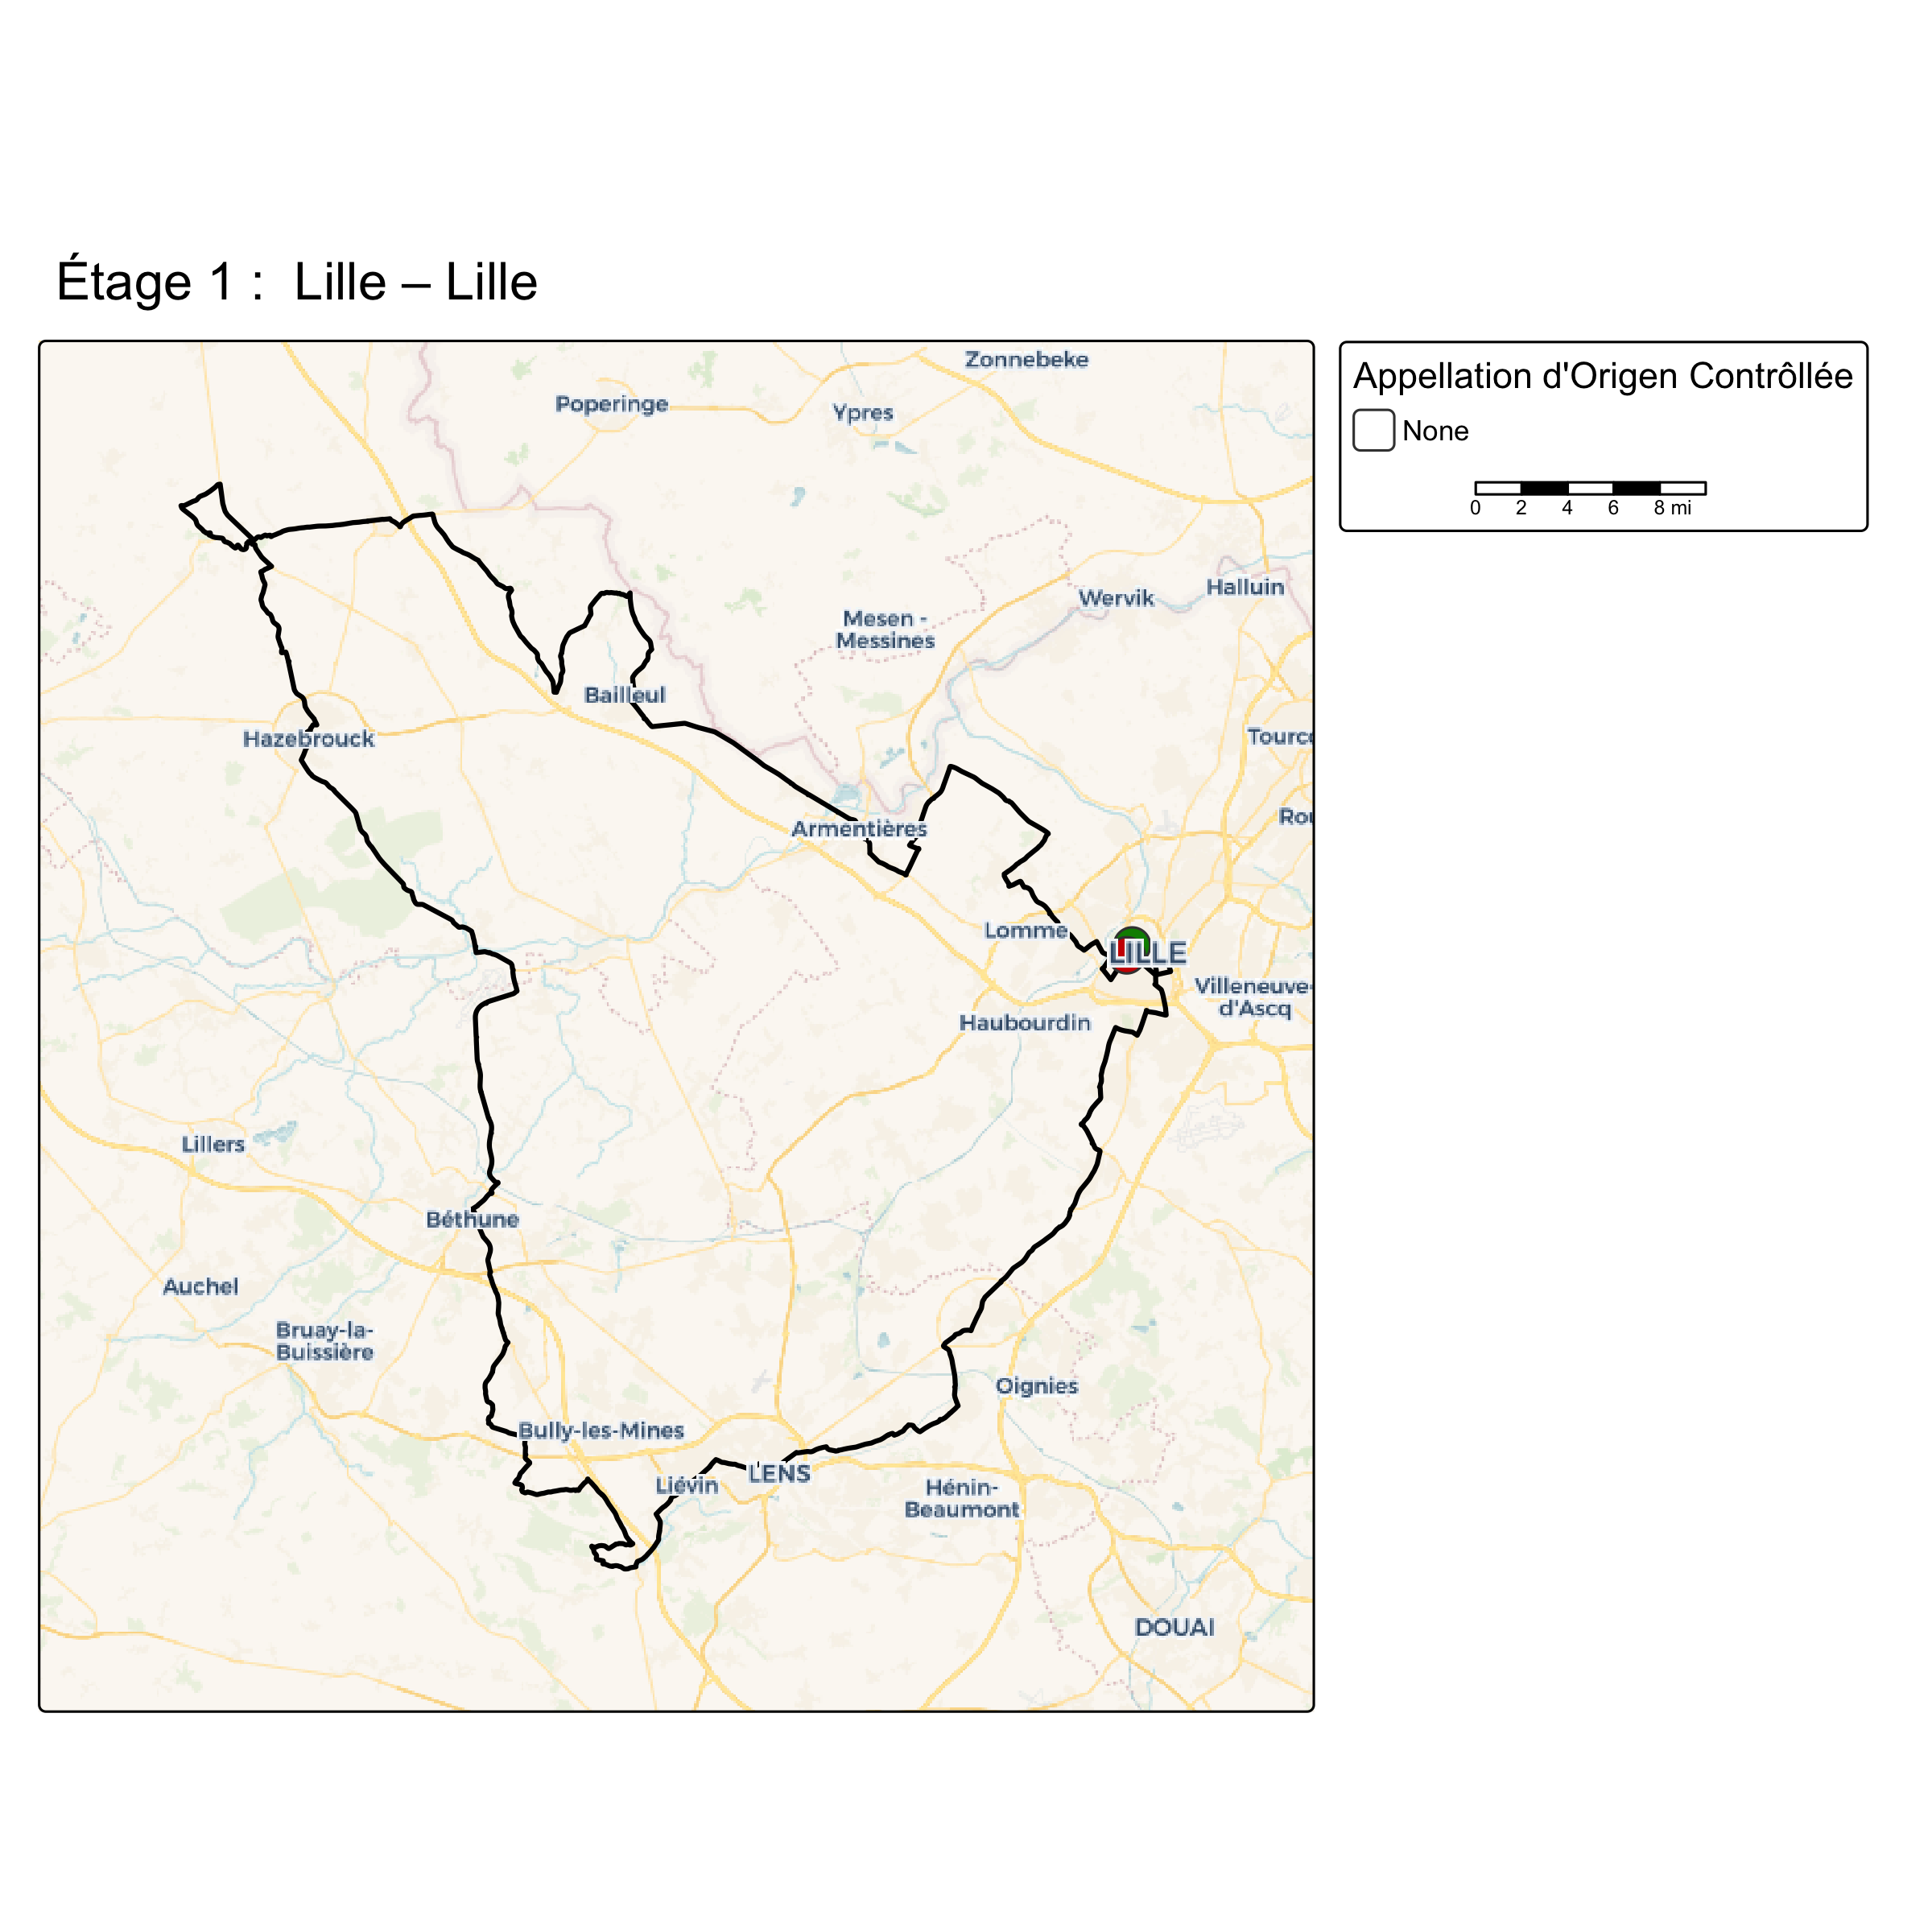 Étage 1 : Lille – Lille
Zonnebeke
Poperinge
Ypres
Wervik
Halluin
Mesen -
Messines
Bailleul
Hazebrouck
Tourc
Armentières
Lomme
LILLE
Villeneuve-
d'Ascq
Haubourdin
Lillers
Béthune
Auchel
Bruay-la-
Buissière
Oignies
Bully-les-Mines
Liévin
LENS
Hénin-
Beaumont
DOUAI
Appellation d'Origen Contrôllée
None
0 2 4 6 8 mi